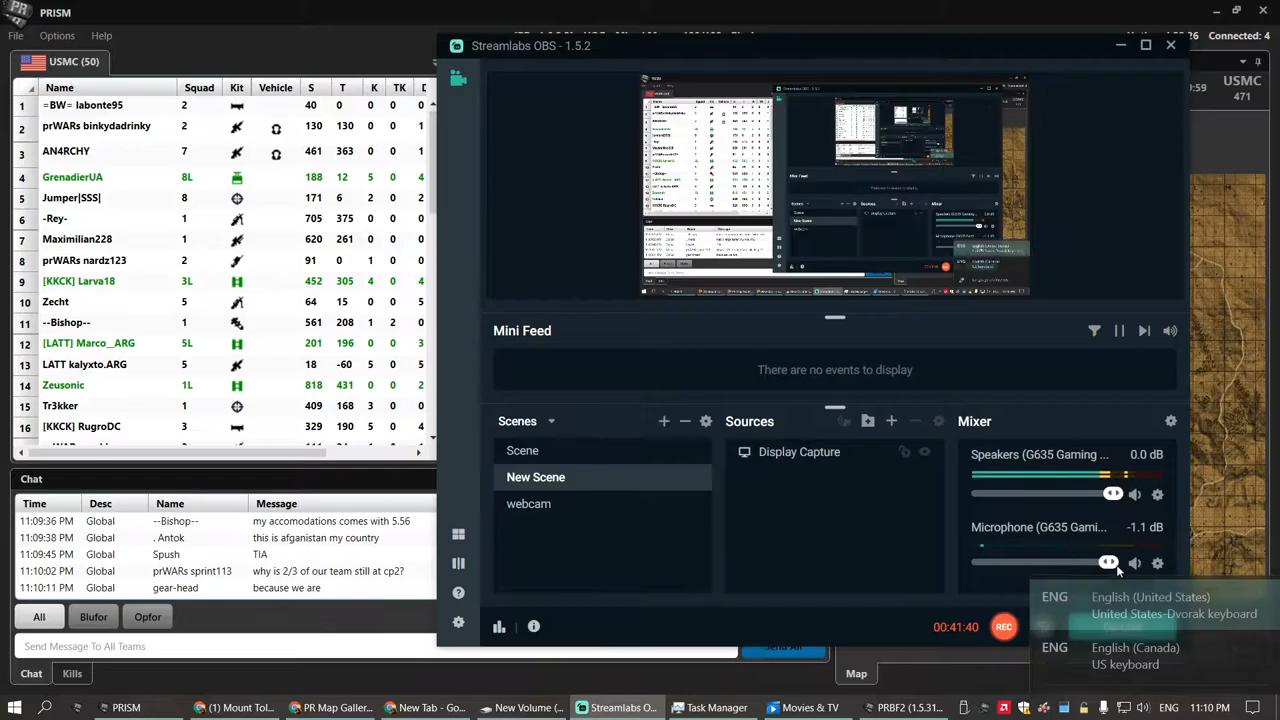 PRISM
File Options Help
USMC (50)
Name Squad Kit Vehicle S T K TK D
1 =BW= labonte95 2 40 0 0 0 0
2 prWARs binkydadrinky 2 130 130 0 0 1
3 ANARCHY 7 461 363 0 0 1
4 GrenadierUA 8L 188 12 5 0 4
5 Jumper|SSS| 1 171 6 2 0 2
6 -Rey- 1 705 375 0 0 1
7 Maximilian228 620 261 0 0 1
8 prWARs nardz123 2 91 0 0 0 1
9 [KKCK] Larva18 3L 452 305 4 0 4
10 Zecht 5 64 15 0 0 5
11 --Bishop-- 1 561 208 1 2
12 [LATT] Marco__ARG 5L 201 196 0 0 3
13 LATT kalyxto.ARG 5 18 -60 5 0 5
14 Zeusonic 1L 818 431 0 0 2
15 Tr3kker 1 409 168 3 0 0
16 [KKCK] RugroDC 3 329 190 5 0 4
Chat
Time Desc Name Message
11:09:36 PM Global --Bishop-- my accomodations comes with 5.56
11:09:38 PM Global . Antok this is afganistan my country
11:09:45 PM Global Spush TIA
11:10:02 PM Global prWARs sprint113 why is 2/3 of our team still at cp2?
11:10:11 PM Global gear-head because we are
All Blufor Opfor
Send Message To All Teams
Send All
Chat Kills
Map
Connected: 4
:59
USMC
471
Streamlabs OBS - 1.5.2
Mini Feed
There are no events to display
Scenes
Scene
New Scene
webcam
Sources
Display Capture
Mixer
Speakers (G635 Gaming ... 0.0 dB
Microphone (G635 Gami... -1.1 dB
00:41:40 REC
ENG English (United States)
United States-Dvorak keyboard
ENG English (Canada)
US keyboard
PRISM (1) Mount Tol... PR Map Galler... New Tab - Go... New Volume (... Streamlabs O... Task Manager Movies & TV PRBF2 (1.5.31... 11:10 PM